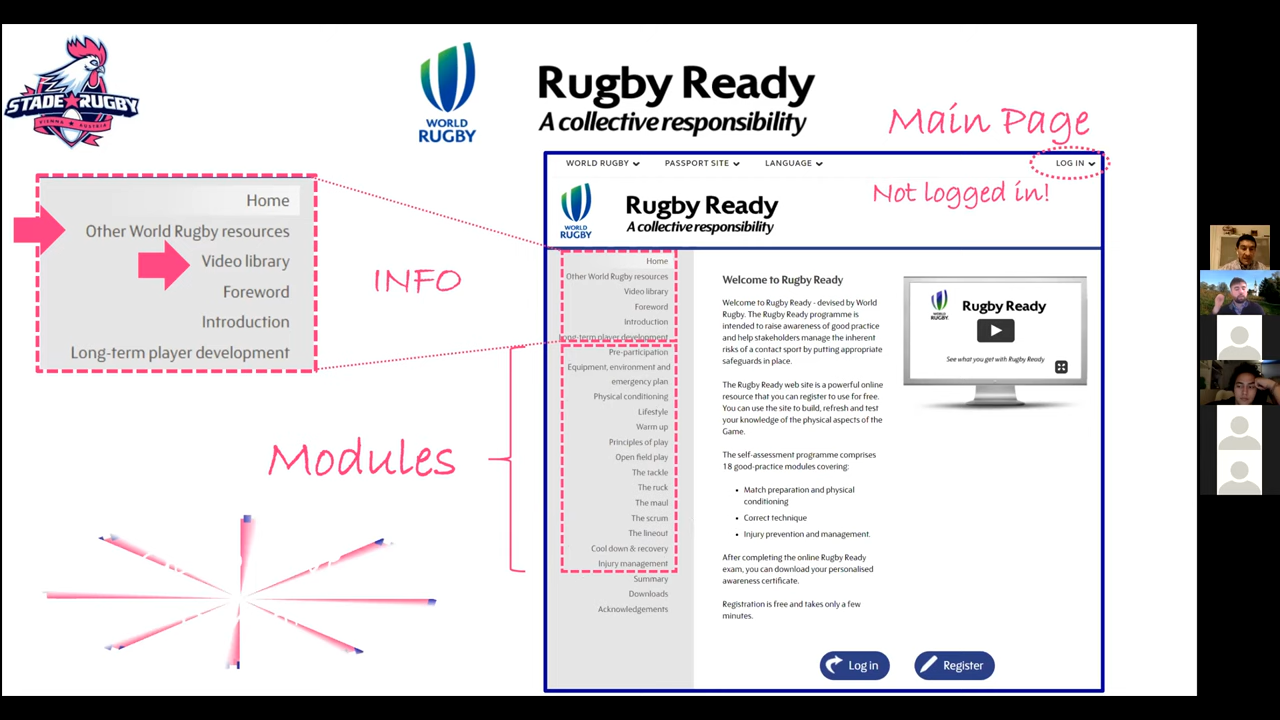 STADE★RUGBY
VIENNA ★ AUSTRIA
WORLD
RUGBY
Rugby Ready
A collective responsibility
Main Page
Home
Other World Rugby resources
Video library
Foreword
Introduction
Long-term player development
INFO
Modules
WORLD RUGBY
PASSPORT SITE
LANGUAGE
LOG IN
Not logged in!
WORLD
RUGBY
Rugby Ready
A collective responsibility
Home
Other World Rugby resources
Video library
Foreword
Introduction
Long-term player development
Pre-participation
Equipment, environment and
emergency plan
Physical conditioning
Lifestyle
Warm up
Principles of play
Open field play
The tackle
The ruck
The maul
The scrum
The lineout
Cool down & recovery
Injury management
Summary
Downloads
Acknowledgements
Welcome to Rugby Ready
Welcome to Rugby Ready - devised by World
Rugby. The Rugby Ready programme is
intended to raise awareness of good practice
and help stakeholders manage the inherent
risks of a contact sport by putting appropriate
safeguards in place.
The Rugby Ready web site is a powerful online
resource that you can register to use for free.
You can use the site to build, refresh and test
your knowledge of the physical aspects of the
Game.
The self-assessment programme comprises
18 good-practice modules covering:
• Match preparation and physical
conditioning
• Correct technique
• Injury prevention and management.
After completing the online Rugby Ready
exam, you can download your personalised
awareness certificate.
Registration is free and takes only a few
minutes.
WORLD
RUGBY
Rugby Ready
See what you get with Rugby Ready
Log in
Register